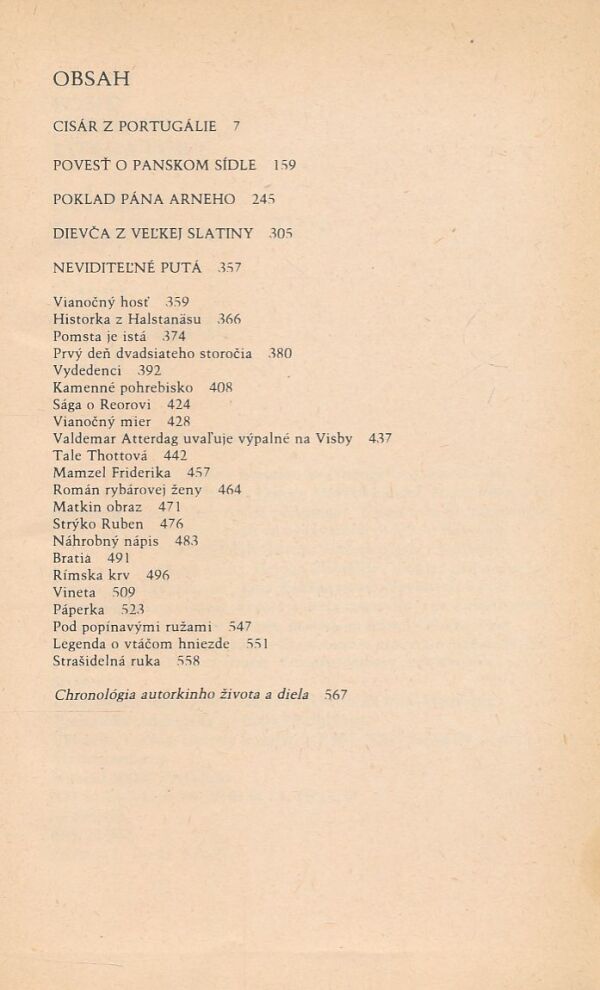 OBSAH
CISÁR Z PORTUGÁLIE 7
POVESŤ O PANSKOM SÍDLE 159
POKLAD PÁNA ARNEHO 245
DIEVČA Z VEĽKEJ SLATINY 305
NEVIDITEĽNÉ PUTÁ 357
Vianočný hosť 359
Historka z Halstanäsu 366
Pomsta je istá 374
Prvý deň dvadsiateho storočia 380
Vydedenci 392
Kamenné pohrebisko 408
Sága o Reorovi 424
Vianočný mier 428
Valdemar Atterdag uvaľuje výpalné na Visby 437
Tale Thottová 442
Mamzel Friderika 457
Román rybárovej ženy 464
Matkin obraz 471
Strýko Ruben 476
Náhrobný nápis 483
Bratia 491
Rímska krv 496
Vineta 509
Páperka 523
Pod popínavými ružami 547
Legenda o vtáčom hniezde 551
Strašidelná ruka 558
Chronológia autorkinho života a diela 567